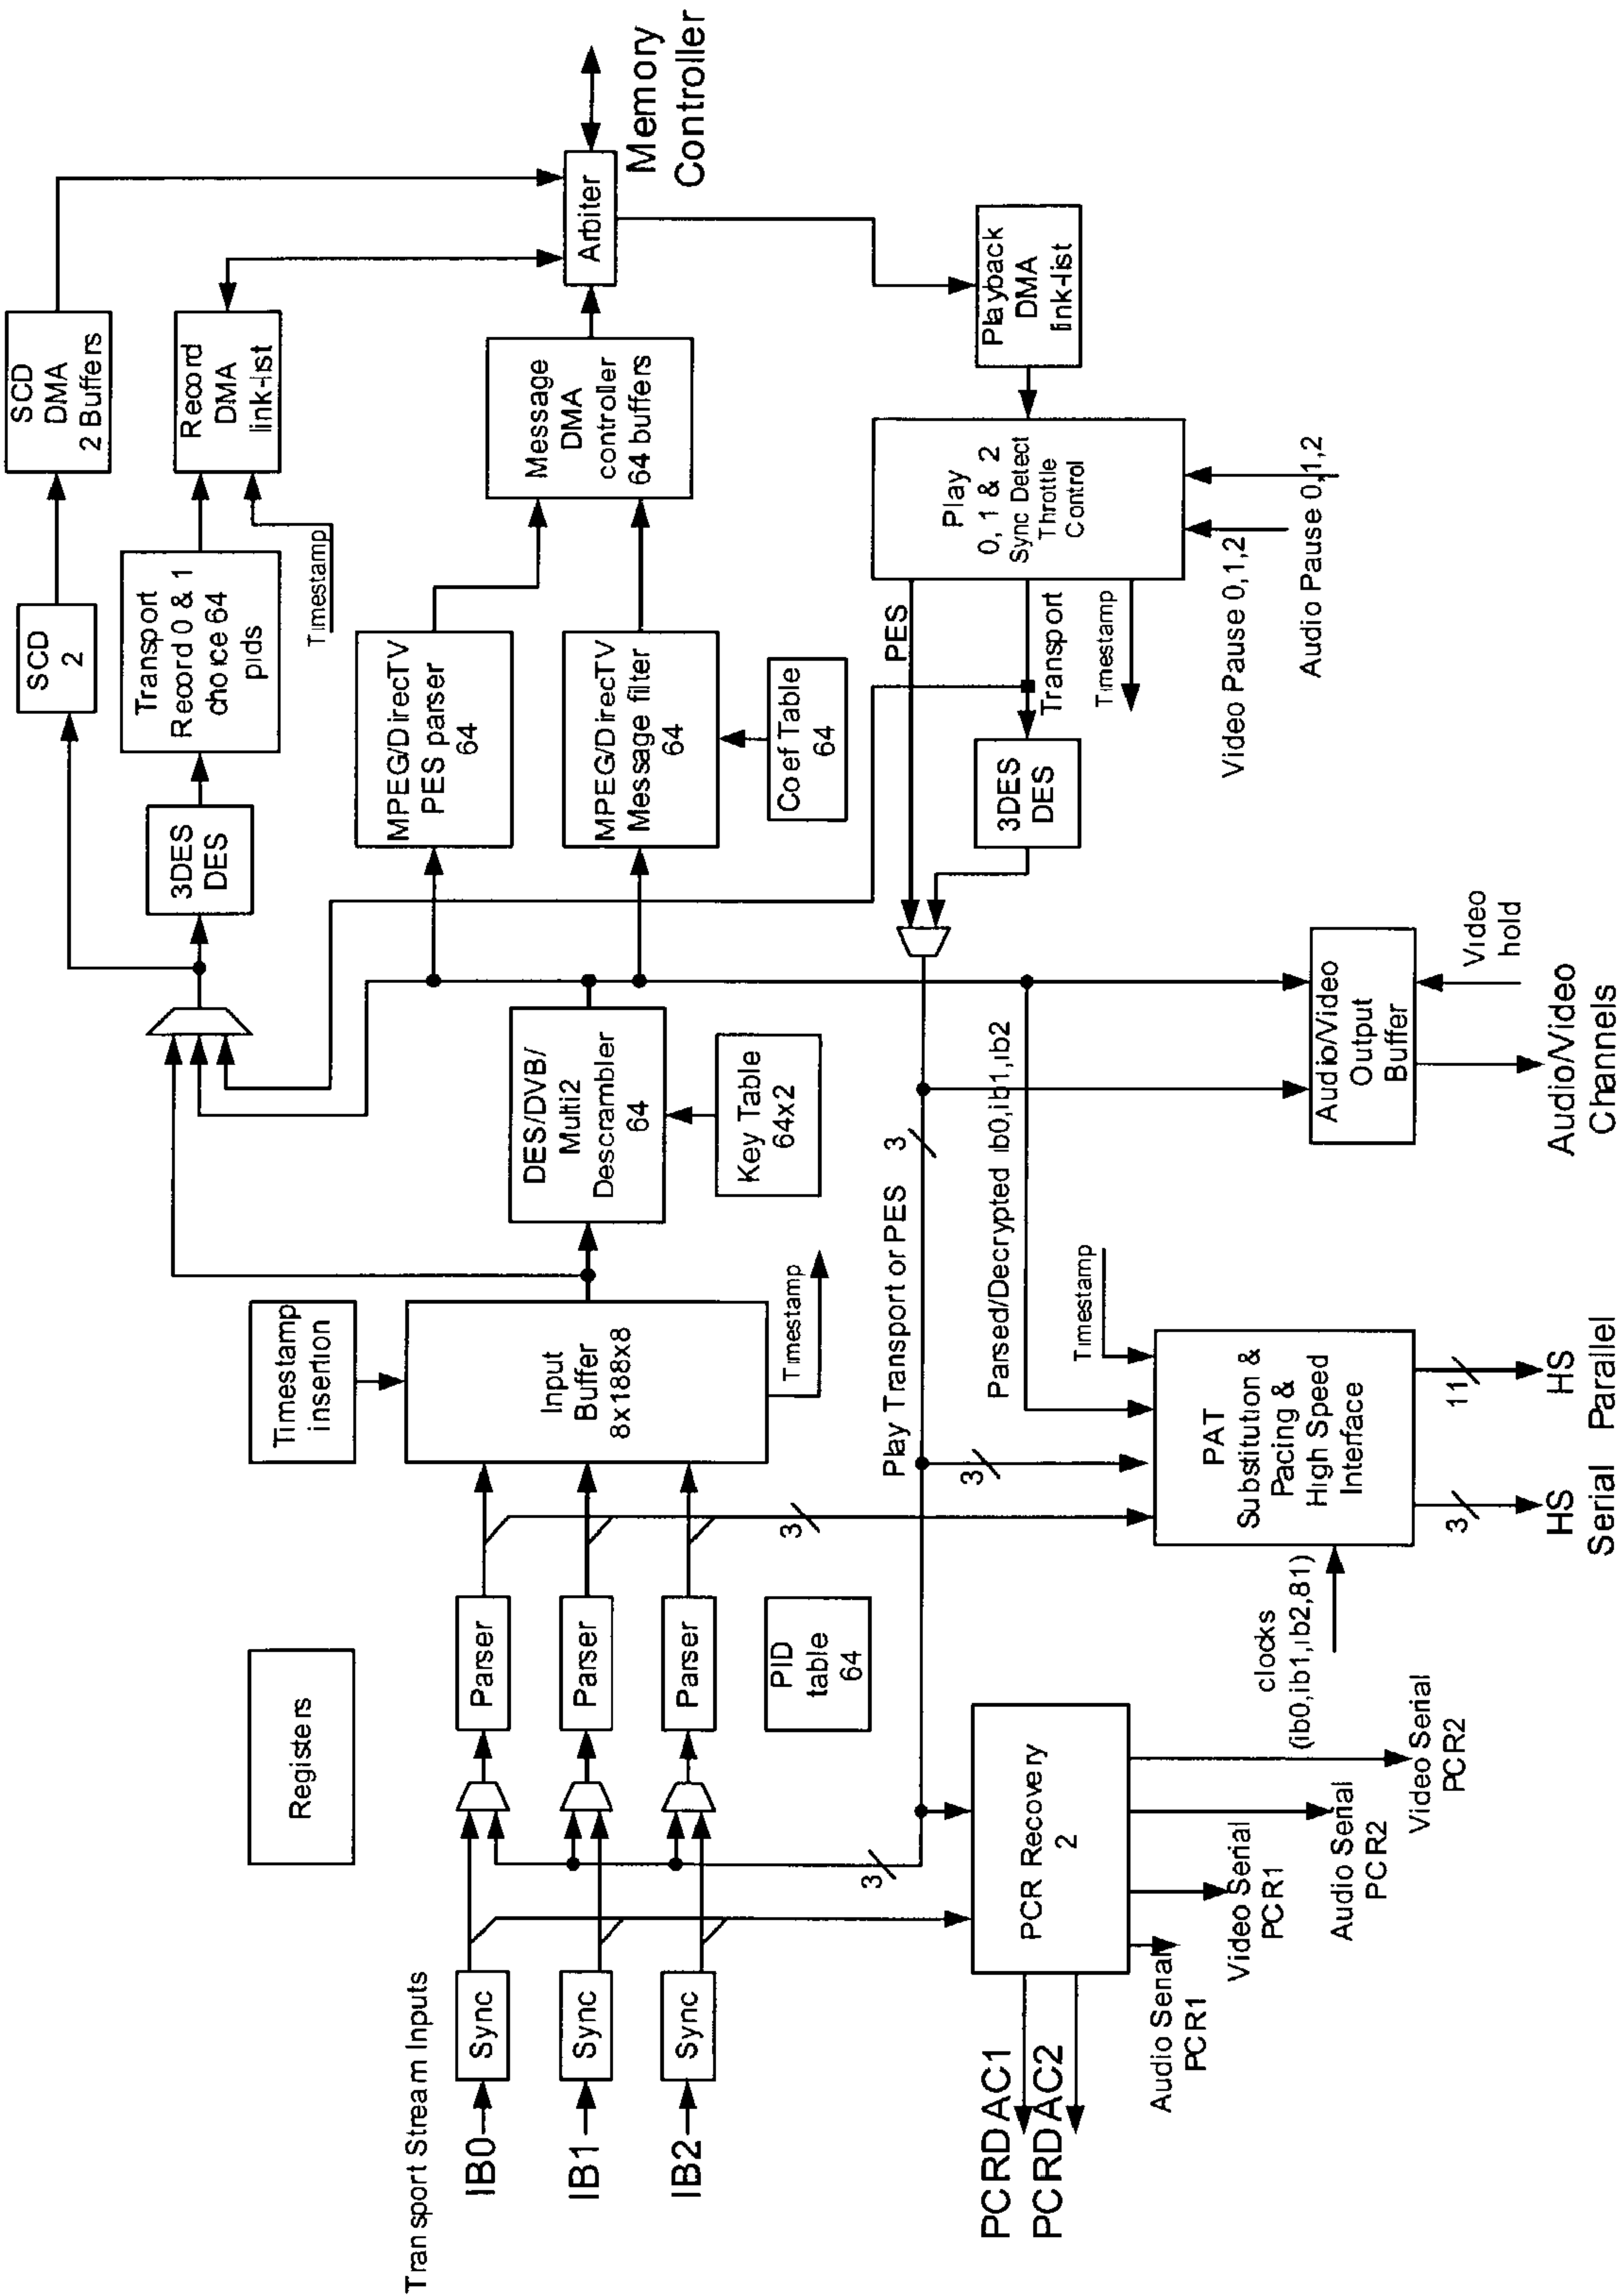 Transport Stream Inputs
IB0
IB1
IB2
Sync
Sync
Sync
Registers
Parser
Parser
Parser
PID
table
64
Timestamp
insertion
Input
Buffer
8x188x8
Timestamp
DES/DVB/
Multi2
Descrambler
64
Key Table
64x2
3DES
DES
SCD
2
SCD
DMA
2 Buffers
Transport
Record 0 & 1
choice 64
pids
Timestamp
Record
DMA
link-list
MPEG/DirecTV
PES parser
64
MPEG/DirecTV
Message filter
64
Coef Table
64
Message
DMA
controller
64 buffers
Arbiter
Memory
Controller
Playback
DMA
link-list
Play
0, 1 & 2
Sync Detect
Throttle
Control
PES
Transport
Timestamp
3DES
DES
Video Pause 0,1,2
Audio Pause 0,1,2
3
3
3
3
Play Transport or PES
Parsed/Decrypted ib0,ib1,ib2
Timestamp
PCR Recovery
2
PCRDAC1
PCRDAC2
Audio Serial
PCR1
Video Serial
PCR1
Audio Serial
PCR2
Video Serial
PCR2
clocks
(ib0,ib1,ib2,81)
PAT
Substitution &
Pacing &
High Speed
Interface
3
11
HS
Serial
HS
Parallel
Audio/Video
Output
Buffer
Video
hold
Audio/Video
Channels